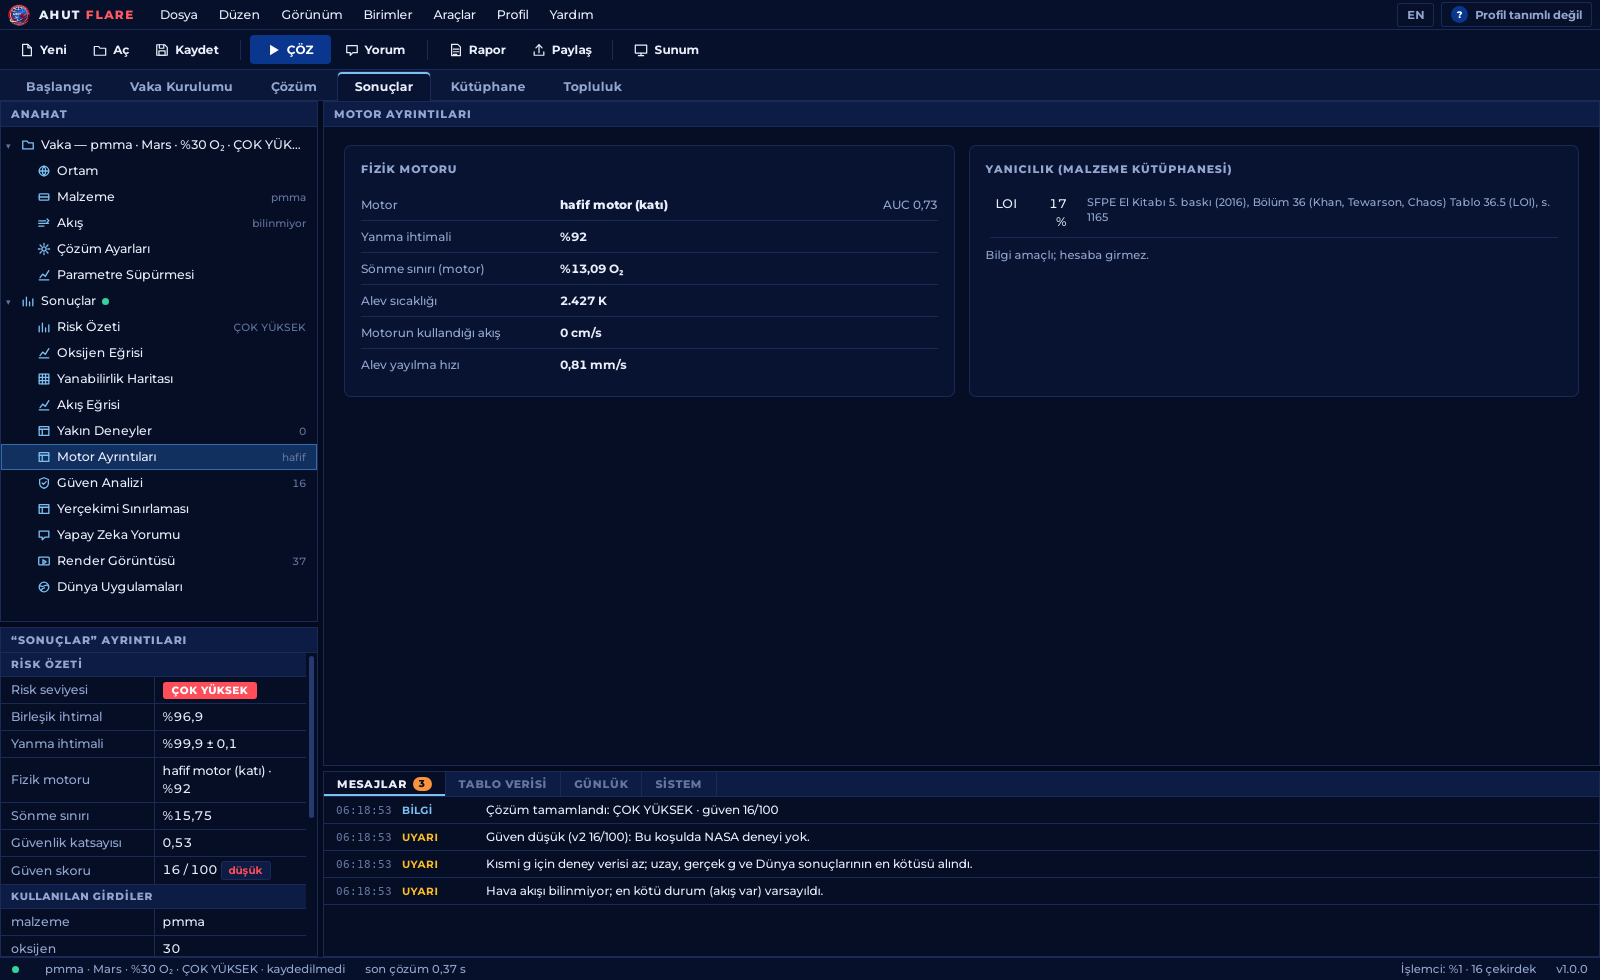 AHUT FLARE Dosya Düzen Görünüm Birimler Araçlar Profil Yardım EN ? Profil tanımlı değil
Yeni Aç Kaydet ÇÖZ Yorum Rapor Paylaş Sunum
Başlangıç Vaka Kurulumu Çözüm Sonuçlar Kütüphane Topluluk
ANAHAT
Vaka — pmma · Mars · %30 O₂ · ÇOK YÜK...
Ortam
Malzeme pmma
Akış bilinmiyor
Çözüm Ayarları
Parametre Süpürmesi
Sonuçlar
Risk Özeti ÇOK YÜKSEK
Oksijen Eğrisi
Yanabilirlik Haritası
Akış Eğrisi
Yakın Deneyler 0
Motor Ayrıntıları hafif
Güven Analizi 16
Yerçekimi Sınırlaması
Yapay Zeka Yorumu
Render Görüntüsü 37
Dünya Uygulamaları
“SONUÇLAR” AYRINTILARI
RİSK ÖZETİ
Risk seviyesi ÇOK YÜKSEK
Birleşik ihtimal %96,9
Yanma ihtimali %99,9 ± 0,1
Fizik motoru hafif motor (katı) ·
%92
Sönme sınırı %15,75
Güvenlik katsayısı 0,53
Güven skoru 16 / 100 düşük
KULLANILAN GİRDİLER
malzeme pmma
oksijen 30
MOTOR AYRINTILARI
FİZİK MOTORU
Motor hafif motor (katı) AUC 0,73
Yanma ihtimali %92
Sönme sınırı (motor) %13,09 O₂
Alev sıcaklığı 2.427 K
Motorun kullandığı akış 0 cm/s
Alev yayılma hızı 0,81 mm/s
YANICILIK (MALZEME KÜTÜPHANESİ)
LOI 17 % SFPE El Kitabı 5. baskı (2016), Bölüm 36 (Khan, Tewarson, Chaos) Tablo 36.5 (LOI), s.
1165
Bilgi amaçlı; hesaba girmez.
MESAJLAR 3 TABLO VERİSİ GÜNLÜK SİSTEM
06:18:53 BİLGİ Çözüm tamamlandı: ÇOK YÜKSEK · güven 16/100
06:18:53 UYARI Güven düşük (v2 16/100): Bu koşulda NASA deneyi yok.
06:18:53 UYARI Kısmi g için deney verisi az; uzay, gerçek g ve Dünya sonuçlarının en kötüsü alındı.
06:18:53 UYARI Hava akışı bilinmiyor; en kötü durum (akış var) varsayıldı.
pmma · Mars · %30 O₂ · ÇOK YÜKSEK · kaydedilmedi son çözüm 0,37 s İşlemci: %1 · 16 çekirdek v1.0.0